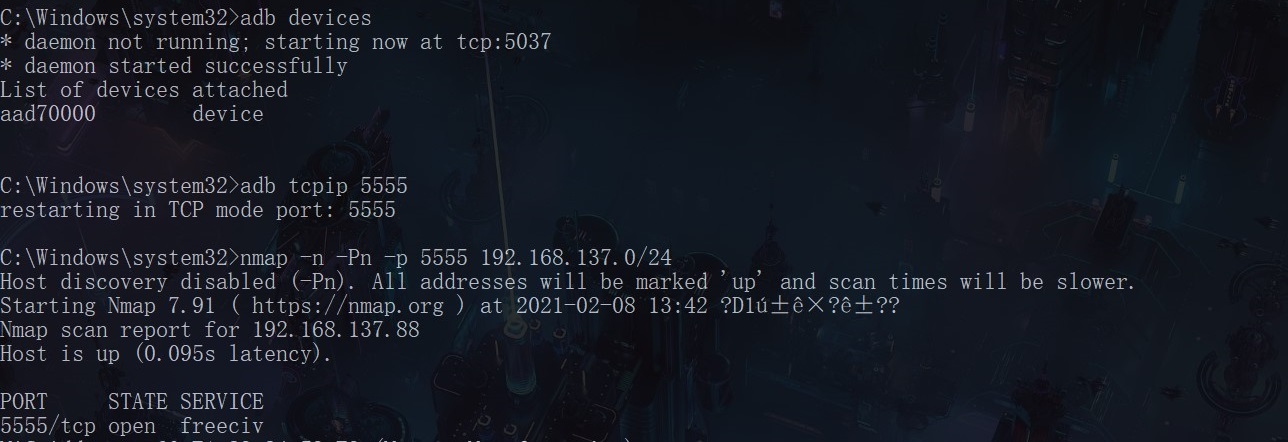 C:\Windows\system32>adb devices
* daemon not running; starting now at tcp:5037
* daemon started successfully
List of devices attached
aad70000        device
C:\Windows\system32>adb tcpip 5555
restarting in TCP mode port: 5555
C:\Windows\system32>nmap -n -Pn -p 5555 192.168.137.0/24
Host discovery disabled (-Pn). All addresses will be marked 'up' and scan times will be slower.
Starting Nmap 7.91 ( https://nmap.org ) at 2021-02-08 13:42 ?D1ú±ê×?ê±??
Nmap scan report for 192.168.137.88
Host is up (0.095s latency).
PORT     STATE SERVICE
5555/tcp open  freeciv